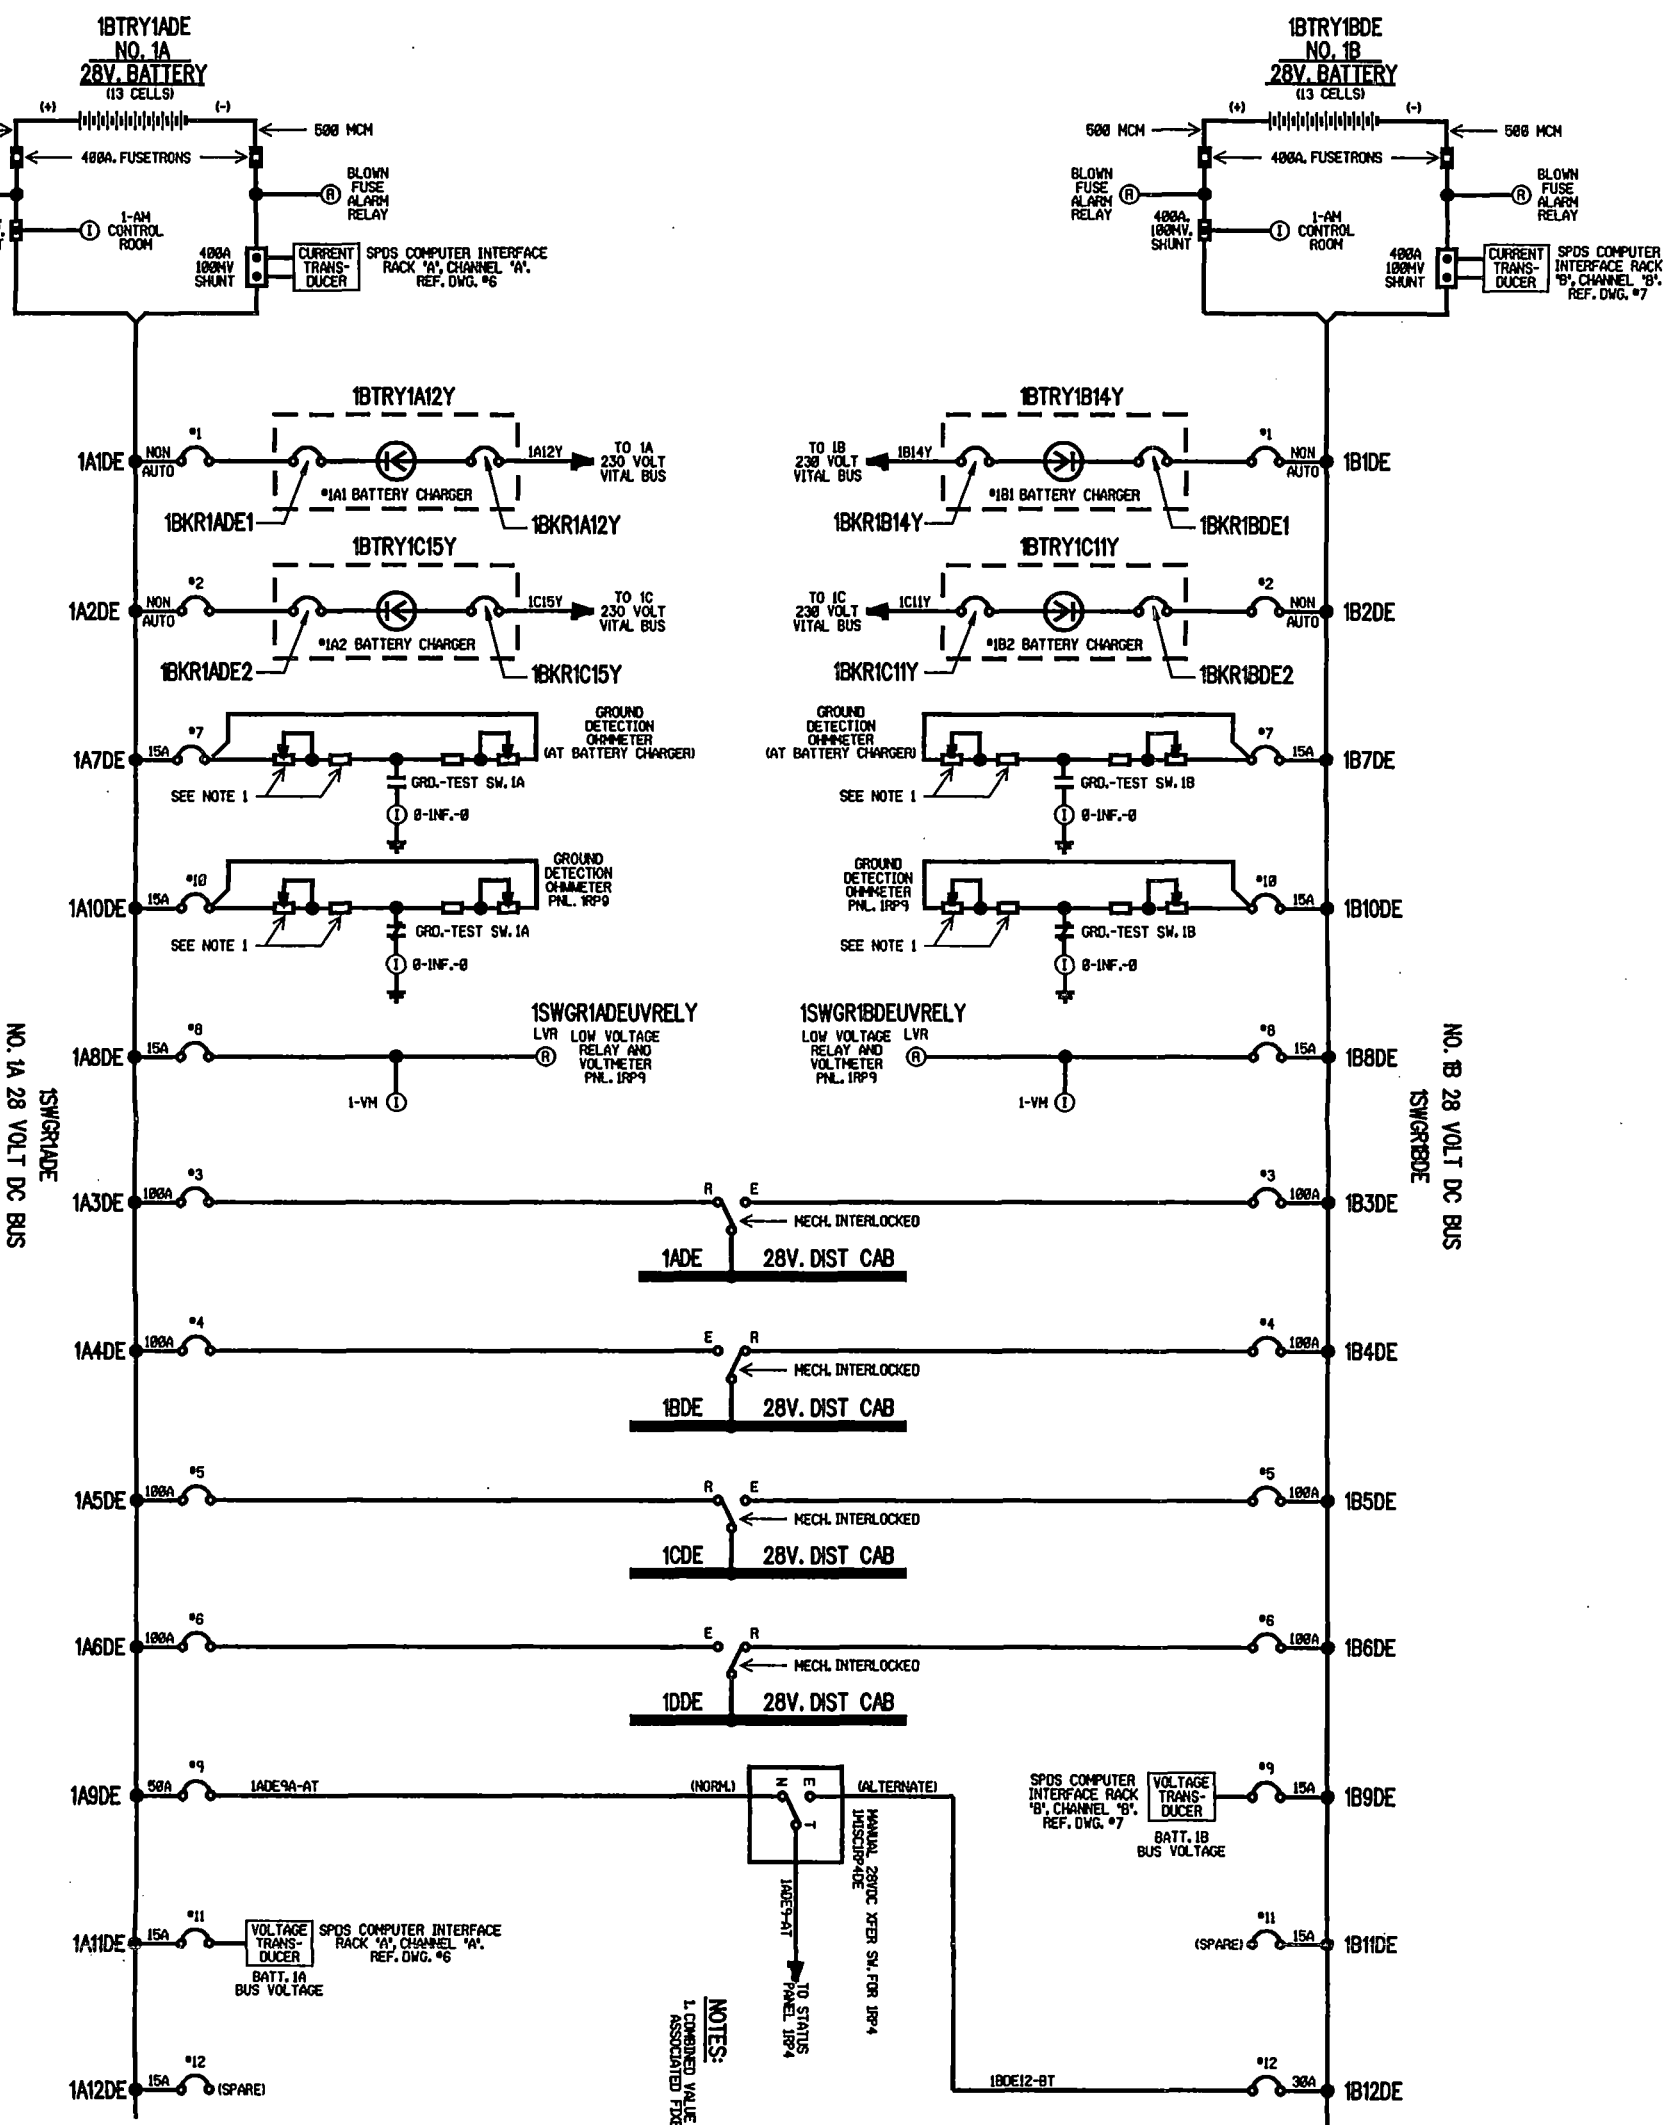 1BTRY1ADE
NO. 1A
28V. BATTERY
(13 CELLS)
(+)
(-)
500 MCM
400A. FUSETRONS
BLOWN
FUSE
ALARM
RELAY
R
I
1-AM
CONTROL
ROOM
400A
100MV
SHUNT
CURRENT
TRANS-
DUCER
SPDS COMPUTER INTERFACE
RACK "A", CHANNEL "A".
REF. DWG. #6
1BTRY1BDE
NO. 1B
28V. BATTERY
(13 CELLS)
(+)
(-)
500 MCM
500 MCM
400A. FUSETRONS
BLOWN
FUSE
ALARM
RELAY
R
BLOWN
FUSE
ALARM
RELAY
R
400A.
100MV.
SHUNT
I
1-AM
CONTROL
ROOM
400A
100MV
SHUNT
CURRENT
TRANS-
DUCER
SPDS COMPUTER
INTERFACE RACK
"B", CHANNEL "B".
REF. DWG. #7
1BTRY1A12Y
1A1DE
NON
AUTO
#1
#1A1 BATTERY CHARGER
1A12Y
TO 1A
230 VOLT
VITAL BUS
1BKR1ADE1
1BKR1A12Y
1BTRY1B14Y
TO 1B
230 VOLT
VITAL BUS
1B14Y
#1B1 BATTERY CHARGER
#1
NON
AUTO
1B1DE
1BKR1B14Y
1BKR1BDE1
1BTRY1C15Y
1A2DE
NON
AUTO
#2
#1A2 BATTERY CHARGER
1C15Y
TO 1C
230 VOLT
VITAL BUS
1BKR1ADE2
1BKR1C15Y
1BTRY1C11Y
TO 1C
230 VOLT
VITAL BUS
1C11Y
#1B2 BATTERY CHARGER
#2
NON
AUTO
1B2DE
1BKR1C11Y
1BKR1BDE2
1A7DE
15A
#7
GROUND
DETECTION
OHMMETER
(AT BATTERY CHARGER)
SEE NOTE 1
GRD.-TEST SW. 1A
I
0-INF.-0
GROUND
DETECTION
OHMMETER
(AT BATTERY CHARGER)
SEE NOTE 1
GRD.-TEST SW. 1B
I
0-INF.-0
#7
15A
1B7DE
1A10DE
15A
#10
GROUND
DETECTION
OHMMETER
PNL. 1RP9
SEE NOTE 1
GRD.-TEST SW. 1A
I
0-INF.-0
GROUND
DETECTION
OHMMETER
PNL. 1RP9
SEE NOTE 1
GRD.-TEST SW. 1B
I
0-INF.-0
#10
15A
1B10DE
1A8DE
15A
#8
1-VM
I
1SWGR1ADEUVRELY
LVR
R
LOW VOLTAGE
RELAY AND
VOLTMETER
PNL. 1RP9
1SWGR1BDEUVRELY
LOW VOLTAGE
RELAY AND
VOLTMETER
PNL. 1RP9
LVR
R
1-VM
I
#8
15A
1B8DE
NO. 1A 28 VOLT DC BUS
1SWGR1ADE
NO. 1B 28 VOLT DC BUS
1SWGR1BDE
1A3DE
100A
#3
R
E
MECH. INTERLOCKED
1ADE
28V. DIST CAB
#3
100A
1B3DE
1A4DE
100A
#4
E
R
MECH. INTERLOCKED
1BDE
28V. DIST CAB
#4
100A
1B4DE
1A5DE
100A
#5
R
E
MECH. INTERLOCKED
1CDE
28V. DIST CAB
#5
100A
1B5DE
1A6DE
100A
#6
E
R
MECH. INTERLOCKED
1DDE
28V. DIST CAB
#6
100A
1B6DE
1A9DE
50A
#9
1ADE9A-AT
(NORM.)
N
E
T
(ALTERNATE)
MANUAL 28VDC XFER SW. FOR 1RP4
1MISC1RP4DE
1ADE9-AT
TO STATUS
PANEL 1RP4
SPDS COMPUTER
INTERFACE RACK
"B", CHANNEL "B".
REF. DWG. #7
VOLTAGE
TRANS-
DUCER
BATT. 1B
BUS VOLTAGE
#9
15A
1B9DE
1A11DE
15A
#11
VOLTAGE
TRANS-
DUCER
SPDS COMPUTER INTERFACE
RACK "A", CHANNEL "A".
REF. DWG. #6
BATT. 1A
BUS VOLTAGE
(SPARE)
#11
15A
1B11DE
NOTES:
1. COMBINED VALUE
ASSOCIATED
1A12DE
15A
#12
(SPARE)
1BDE12-BT
#12
30A
1B12DE